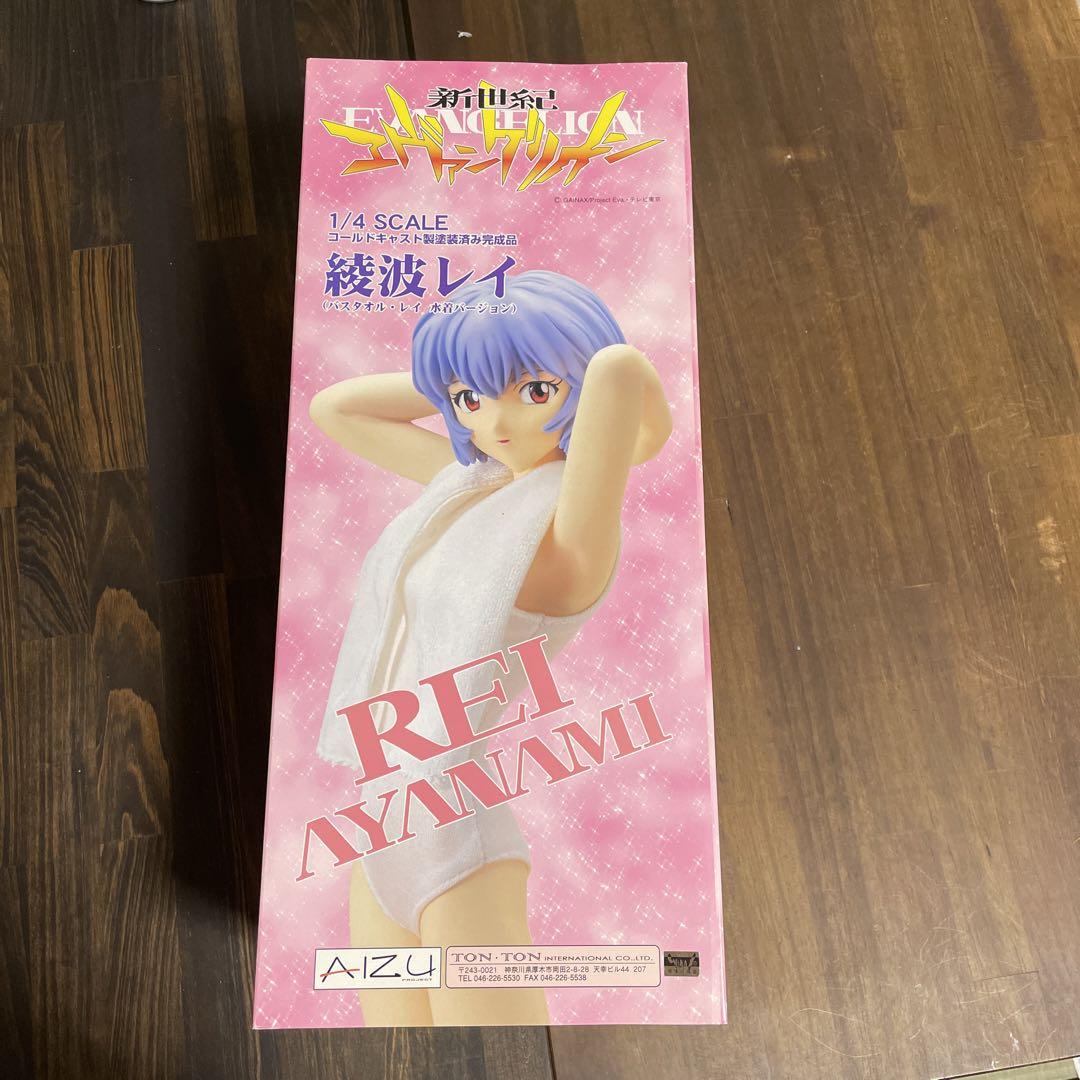 新世紀
EVANGELION
エヴァンゲリオン
© GAINAX/Project Eva.・テレビ東京
1/4 SCALE
コールドキャスト製塗装済み完成品
綾波レイ
(バスタオル・レイ 水着バージョン)
REI
AYANAMI
AIZU
PROJECT
TON・TON INTERNATIONAL CO.,LTD.
〒243-0021 神奈川県厚木市岡田2-8-28 天幸ビル44 207
TEL 046-226-5530 FAX 046-226-5538